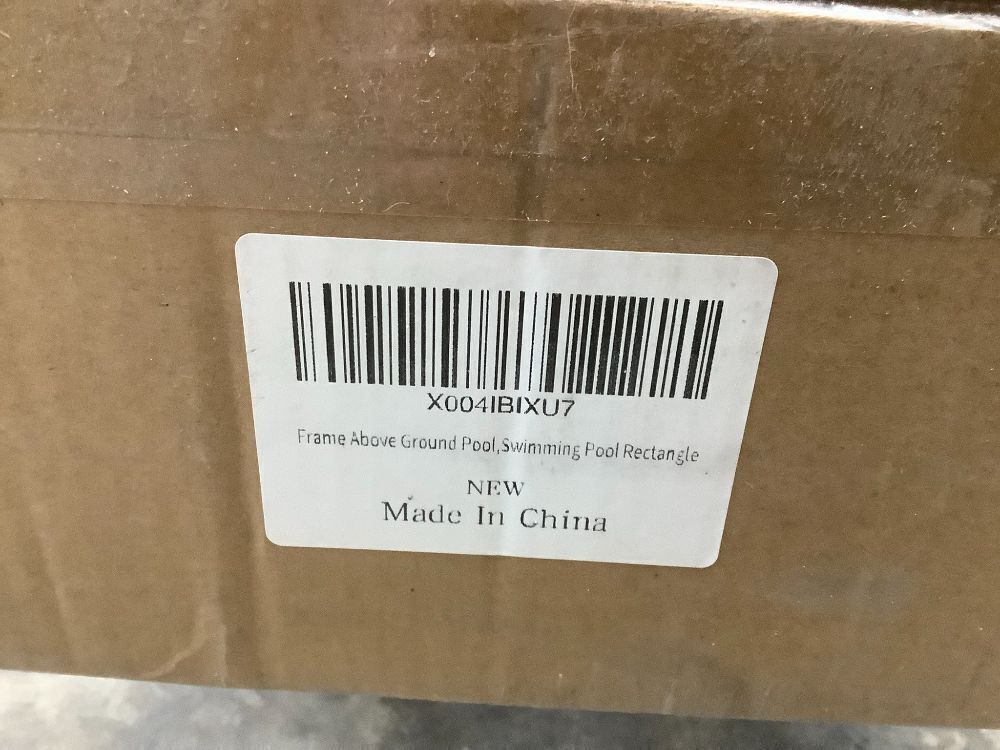 X004IBIXU7
Frame Above Ground Pool,Swimming Pool Rectangle
NEW
Made In China